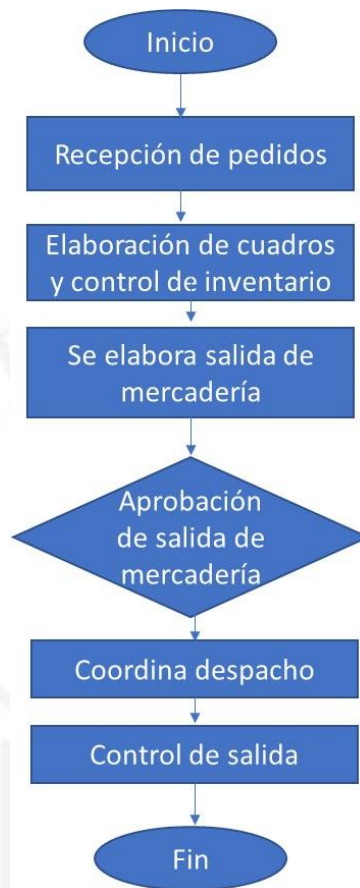 Inicio
Recepción de pedidos
Elaboración de cuadros
y control de inventario
Se elabora salida de
mercadería
Aprobación
de salida de
mercadería
Coordina despacho
Control de salida
Fin